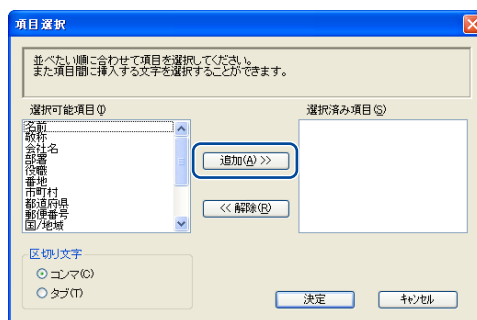 項目選択
並べたい順に合わせて項目を選択してください。
また項目間に挿入する文字を選択することができます。
選択可能項目(I)
選択済み項目(S)
名前
敬称
会社名
部署
役職
番地
市町村
都道府県
郵便番号
国/地域
追加(A) >>
<< 解除(R)
区切り文字
コンマ(C)
タブ(T)
決定
キャンセル